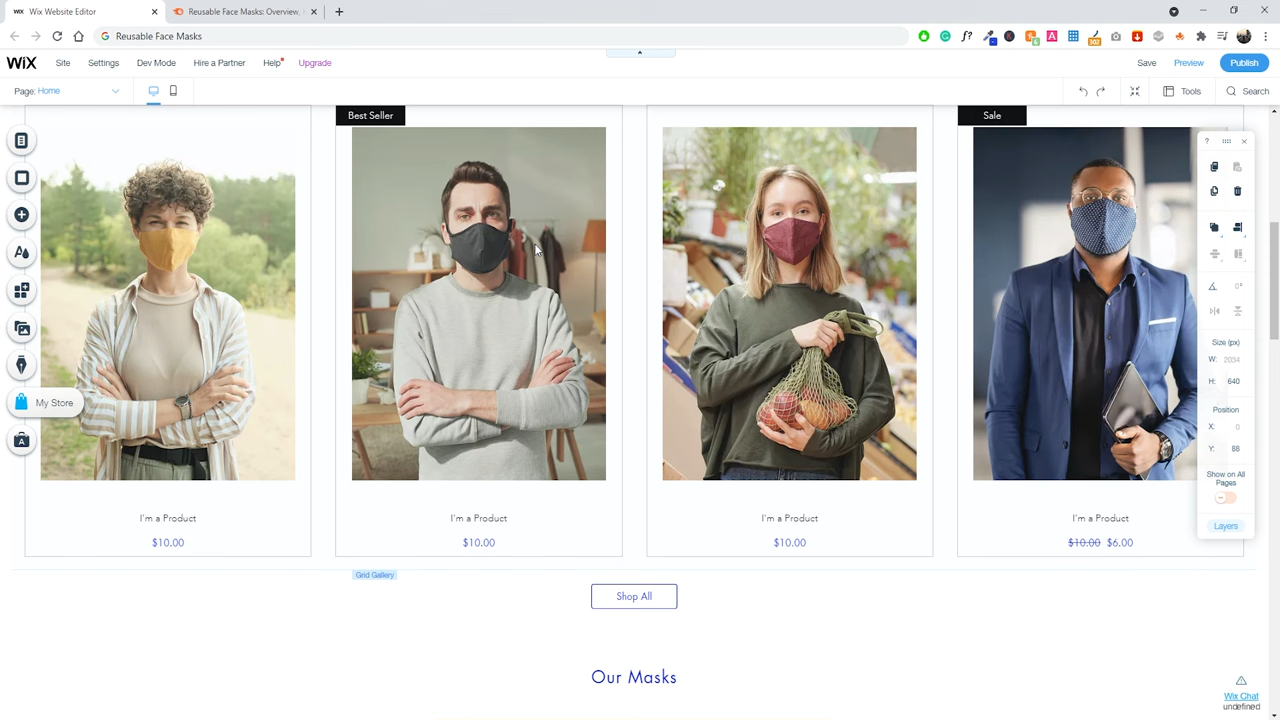 Wix Website Editor
Reusable Face Masks: Overview,
Reusable Face Masks
WiX
Site
Settings
Dev Mode
Hire a Partner
Help
Upgrade
Save
Preview
Publish
Page: Home
Tools
Search
Best Seller
Sale
My Store
Size (px)
W: 2034
H: 640
Position
X: 0
Y: 88
Show on All
Pages
Layers
I'm a Product
$10.00
I'm a Product
$10.00
I'm a Product
$10.00
I'm a Product
$10.00 $6.00
Grid Gallery
Shop All
Our Masks
Wix Chat
undefined